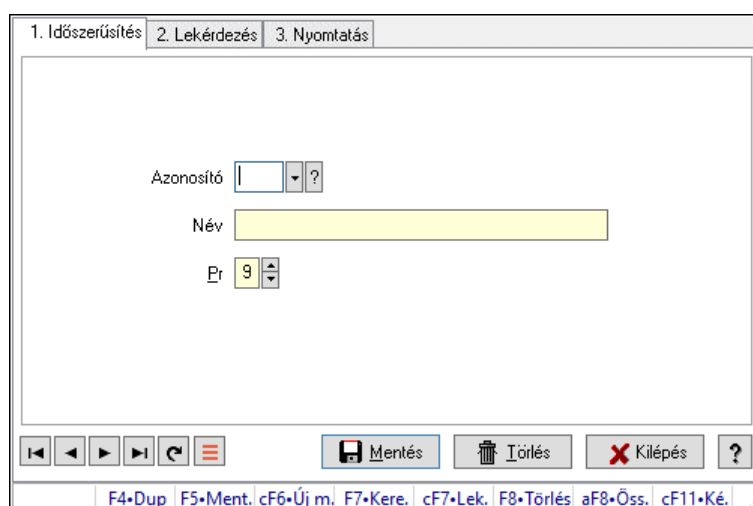 1. Időszerűsítés 2. Lekérdezés 3. Nyomtatás
Azonosító ?
Név
Pr 9
Mentés Törlés Kilépés ?
F4•Dup F5•Ment. cF6•Új m. F7•Kere. cF7•Lek. F8•Törlés aF8•Öss. cF11•Ké.